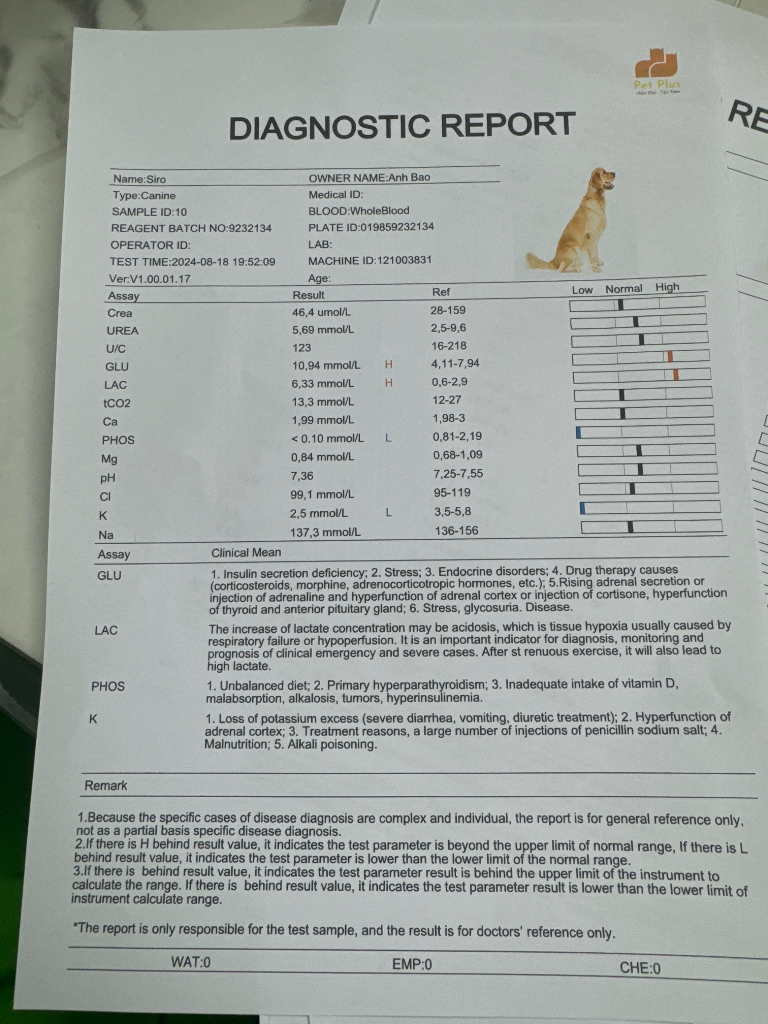 Pet Plus
DIAGNOSTIC REPORT
RE
Name:Siro OWNER NAME:Anh Bao
Type:Canine Medical ID:
SAMPLE ID:10 BLOOD:WholeBlood
REAGENT BATCH NO:9232134 PLATE ID:019859232134
OPERATOR ID: LAB:
TEST TIME:2024-08-18 19:52:09 MACHINE ID:121003831
Ver:V1.00.01.17 Age:
Assay Result Ref Low Normal High
Crea 46,4 umol/L 28-159
UREA 5,69 mmol/L 2,5-9,6
U/C 123 16-218
GLU 10,94 mmol/L H 4,11-7,94
LAC 6,33 mmol/L H 0,6-2,9
tCO2 13,3 mmol/L 12-27
Ca 1,99 mmol/L 1,98-3
PHOS < 0.10 mmol/L L 0,81-2,19
Mg 0,84 mmol/L 0,68-1,09
pH 7,36 7,25-7,55
Cl 99,1 mmol/L 95-119
K 2,5 mmol/L L 3,5-5,8
Na 137,3 mmol/L 136-156
Assay Clinical Mean
GLU 1. Insulin secretion deficiency; 2. Stress; 3. Endocrine disorders; 4. Drug therapy causes
(corticosteroids, morphine, adrenocorticotropic hormones, etc.); 5.Rising adrenal secretion or
injection of adrenaline and hyperfunction of adrenal cortex or injection of cortisone, hyperfunction
of thyroid and anterior pituitary gland; 6. Stress, glycosuria. Disease.
LAC The increase of lactate concentration may be acidosis, which is tissue hypoxia usually caused by
respiratory failure or hypoperfusion. It is an important indicator for diagnosis, monitoring and
prognosis of clinical emergency and severe cases. After st renuous exercise, it will also lead to
high lactate.
PHOS 1. Unbalanced diet; 2. Primary hyperparathyroidism; 3. Inadequate intake of vitamin D,
malabsorption, alkalosis, tumors, hyperinsulinemia.
K 1. Loss of potassium excess (severe diarrhea, vomiting, diuretic treatment); 2. Hyperfunction of
adrenal cortex; 3. Treatment reasons, a large number of injections of penicillin sodium salt; 4.
Malnutrition; 5. Alkali poisoning.
Remark
1.Because the specific cases of disease diagnosis are complex and individual, the report is for general reference only,
not as a partial basis specific disease diagnosis.
2.If there is H behind result value, it indicates the test parameter is beyond the upper limit of normal range, If there is L
behind result value, it indicates the test parameter is lower than the lower limit of the normal range.
3.If there is behind result value, it indicates the test parameter result is behind the upper limit of the instrument to
calculate the range. If there is behind result value, it indicates the test parameter result is lower than the lower limit of
instrument calculate range.
*The report is only responsible for the test sample, and the result is for doctors' reference only.
WAT:0 EMP:0 CHE:0